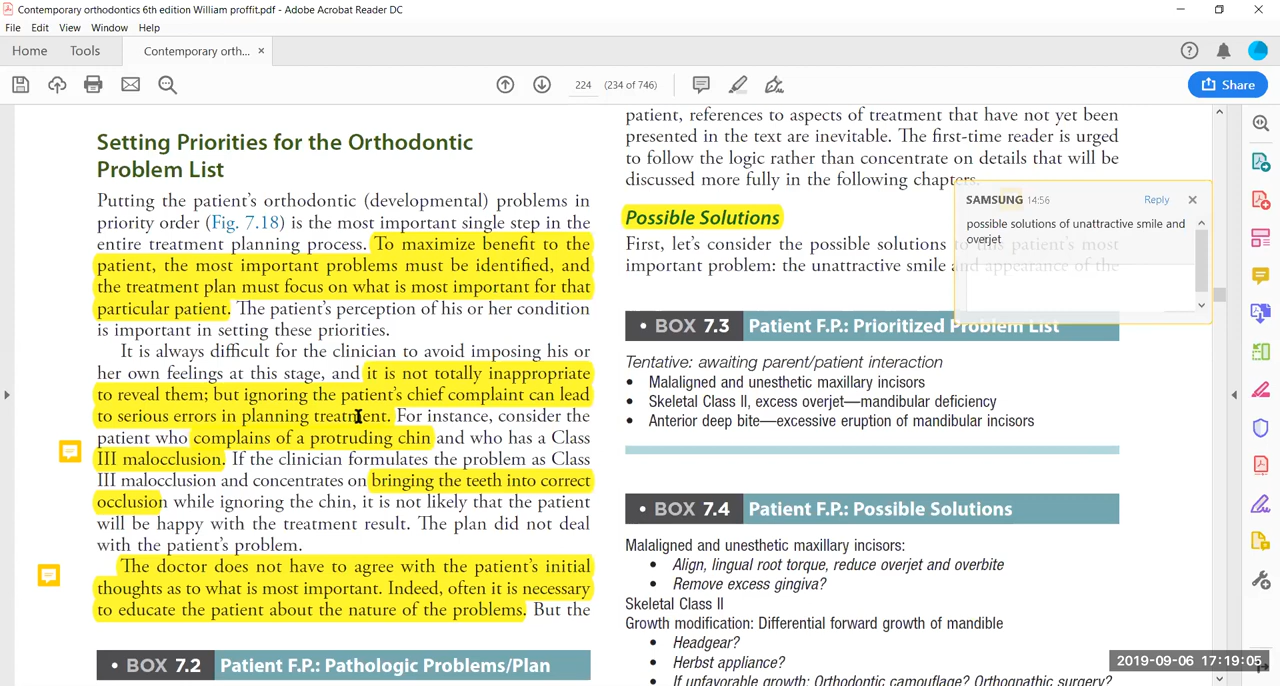 Contemporary orthodontics 6th edition William proffit.pdf - Adobe Acrobat Reader DC
File Edit View Window Help
Home Tools Contemporary orth... ×
224 (234 of 746) Share
Setting Priorities for the Orthodontic
Problem List
Putting the patient's orthodontic (developmental) problems in
priority order (Fig. 7.18) is the most important single step in the
entire treatment planning process. To maximize benefit to the
patient, the most important problems must be identified, and
the treatment plan must focus on what is most important for that
particular patient. The patient's perception of his or her condition
is important in setting these priorities.
It is always difficult for the clinician to avoid imposing his or
her own feelings at this stage, and it is not totally inappropriate
to reveal them; but ignoring the patient's chief complaint can lead
to serious errors in planning treatment. For instance, consider the
patient who complains of a protruding chin and who has a Class
III malocclusion. If the clinician formulates the problem as Class
III malocclusion and concentrates on bringing the teeth into correct
occlusion while ignoring the chin, it is not likely that the patient
will be happy with the treatment result. The plan did not deal
with the patient's problem.
The doctor does not have to agree with the patient's initial
thoughts as to what is most important. Indeed, often it is necessary
to educate the patient about the nature of the problems. But the
• BOX 7.2 Patient F.P.: Pathologic Problems/Plan
patient, references to aspects of treatment that have not yet been
presented in the text are inevitable. The first-time reader is urged
to follow the logic rather than concentrate on details that will be
discussed more fully in the following chapters.
Possible Solutions
First, let's consider the possible solutions to this patient's most
important problem: the unattractive smile and appearance of the
SAMSUNG 14:56 Reply
possible solutions of unattractive smile and
overjet
• BOX 7.3 Patient F.P.: Prioritized Problem List
Tentative: awaiting parent/patient interaction
• Malaligned and unesthetic maxillary incisors
• Skeletal Class II, excess overjet—mandibular deficiency
• Anterior deep bite—excessive eruption of mandibular incisors
• BOX 7.4 Patient F.P.: Possible Solutions
Malaligned and unesthetic maxillary incisors:
• Align, lingual root torque, reduce overjet and overbite
• Remove excess gingiva?
Skeletal Class II
Growth modification: Differential forward growth of mandible
• Headgear?
• Herbst appliance?
• If unfavorable growth: Orthodontic camouflage? Orthognathic surgery?
2019-09-06 17:19:05